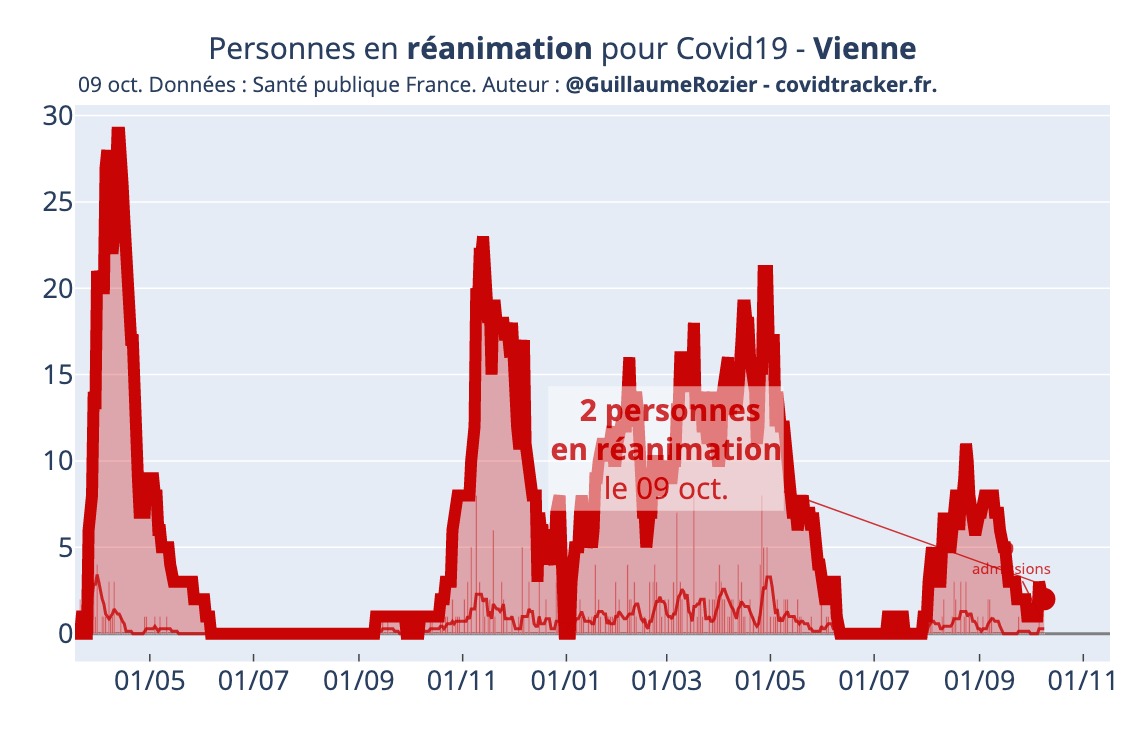 Personnes en réanimation pour Covid19 - Vienne
09 oct. Données : Santé publique France. Auteur : @GuillaumeRozier - covidtracker.fr.
30
25
20
15
10
5
0
2 personnes
en réanimation
le 09 oct.
admissions
01/05 01/07 01/09 01/11 01/01 01/03 01/05 01/07 01/09 01/11